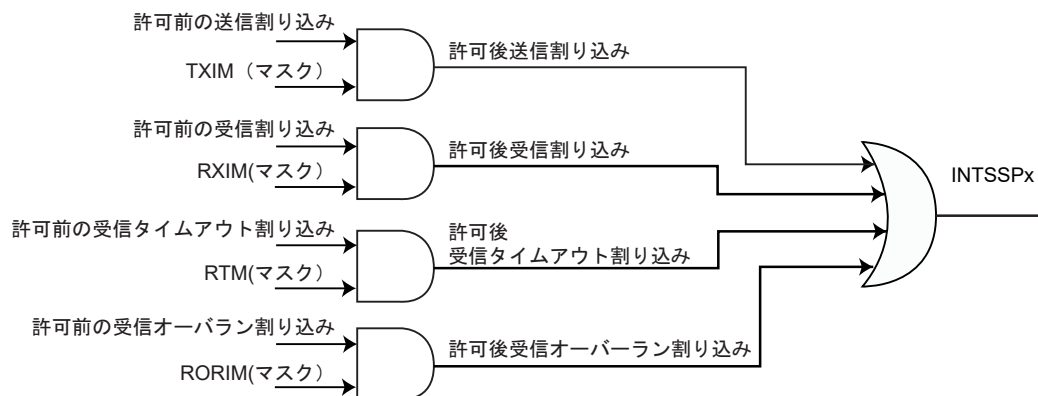 許可前の送信割り込み
TXIM（マスク）
許可後送信割り込み
許可前の受信割り込み
RXIM(マスク）
許可後受信割り込み
INTSSPx
許可前の受信タイムアウト割り込み
RTM(マスク）
許可後
受信タイムアウト割り込み
許可前の受信オーバラン割り込み
RORIM(マスク）
許可後受信オーバーラン割り込み